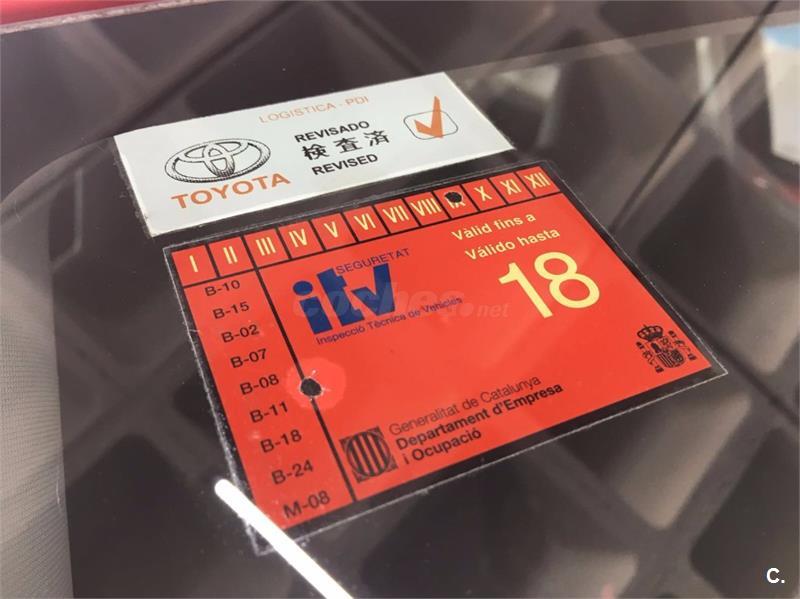 LOGISTICA - PDI
REVISADO
検査済
REVISED
TOYOTA
I II III IV V VI VII VIII IX X XI XII
Vàlid fins a
Válido hasta
18
SEGURETAT
itv
Inspecció Tècnica de Vehicles
coches.net
B-10
B-15
B-02
B-07
B-08
B-11
B-18
B-24
M-08
Generalitat de Catalunya
Departament d'Empresa
i Ocupació
C.